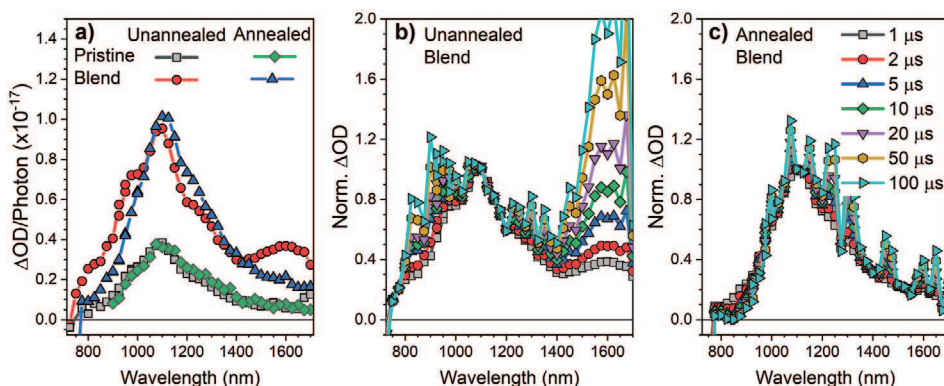 a) Unannealed Annealed
Pristine
Blend
ΔOD/Photon (x10⁻¹⁷)
1.4
1.2
1.0
0.8
0.6
0.4
0.2
0.0
800 1000 1200 1400 1600
Wavelength (nm)
b) Unannealed
Blend
Norm. ΔOD
2.0
1.6
1.2
0.8
0.4
0.0
800 1000 1200 1400 1600
Wavelength (nm)
c) Annealed
Blend
Norm. ΔOD
2.0
1.6
1.2
0.8
0.4
0.0
800 1000 1200 1400 1600
Wavelength (nm)
1 μs
2 μs
5 μs
10 μs
20 μs
50 μs
100 μs